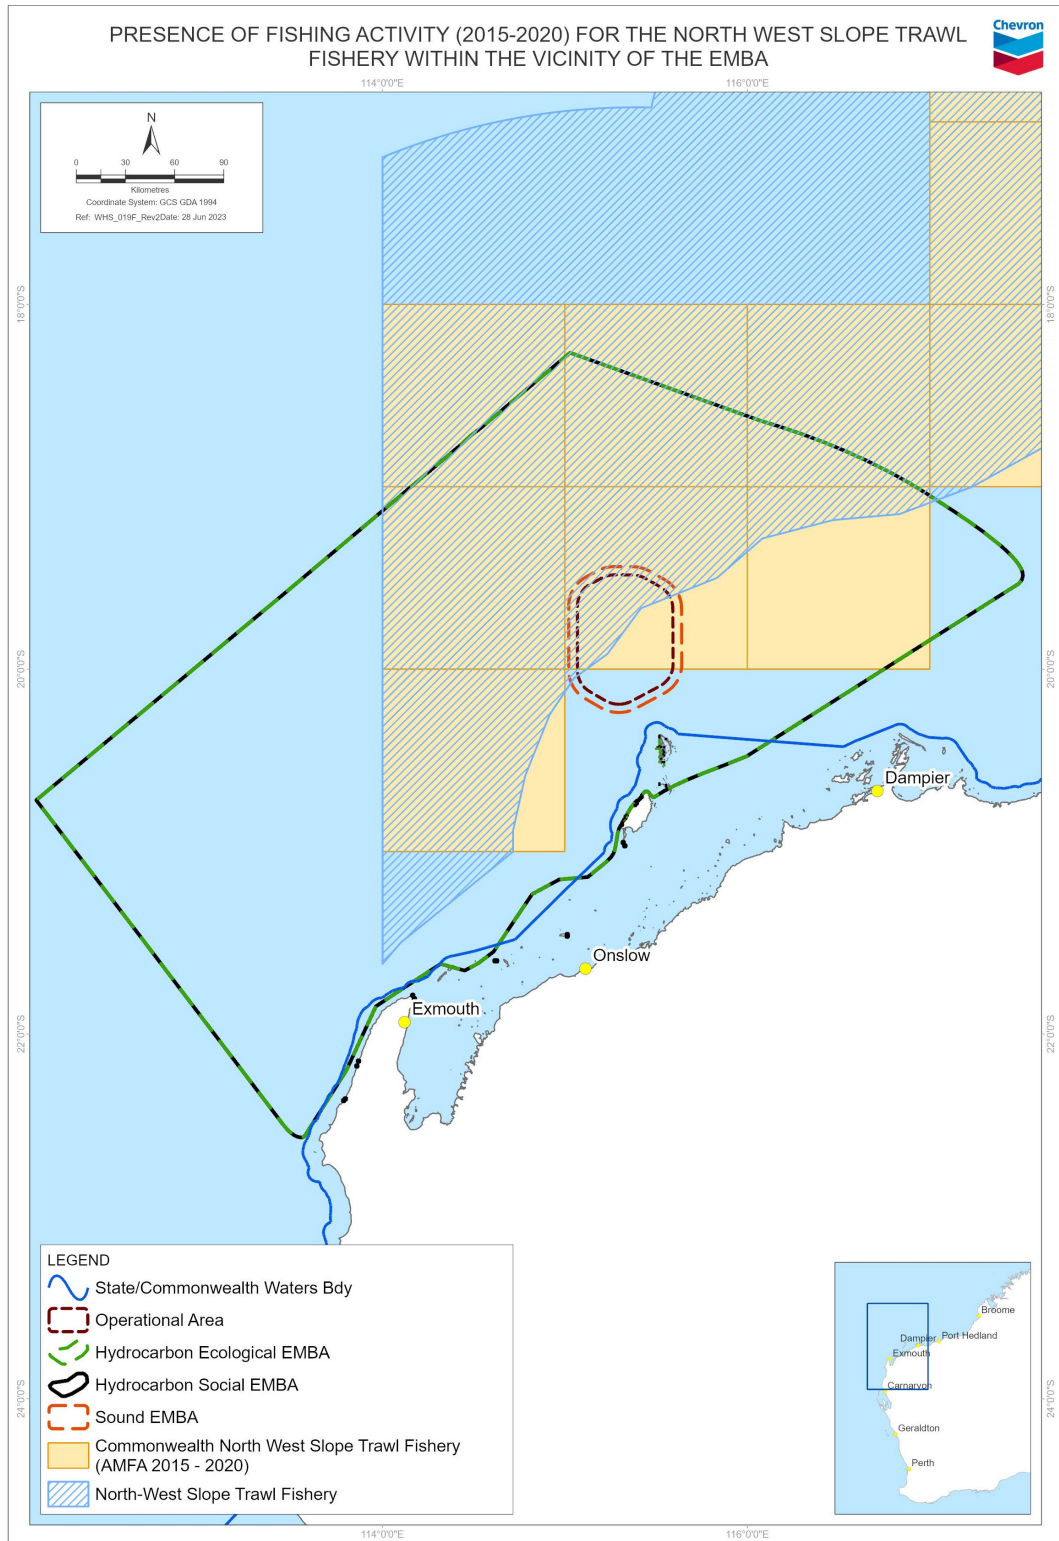 PRESENCE OF FISHING ACTIVITY (2015-2020) FOR THE NORTH WEST SLOPE TRAWL
FISHERY WITHIN THE VICINITY OF THE EMBA
Chevron
114°0'0"E
116°0'0"E
N
0 30 60 90
Kilometres
Coordinate System: GCS GDA 1994
Ref: WHS_019F_Rev2Date: 28 Jun 2023
18°0'0"S
18°0'0"S
20°0'0"S
20°0'0"S
Dampier
Onslow
Exmouth
22°0'0"S
22°0'0"S
LEGEND
State/Commonwealth Waters Bdy
Operational Area
Hydrocarbon Ecological EMBA
Hydrocarbon Social EMBA
Sound EMBA
Commonwealth North West Slope Trawl Fishery
(AMFA 2015 - 2020)
North-West Slope Trawl Fishery
24°0'0"S
24°0'0"S
Broome
Port Hedland
Dampier
Exmouth
Carnarvon
Geraldton
Perth
114°0'0"E
116°0'0"E